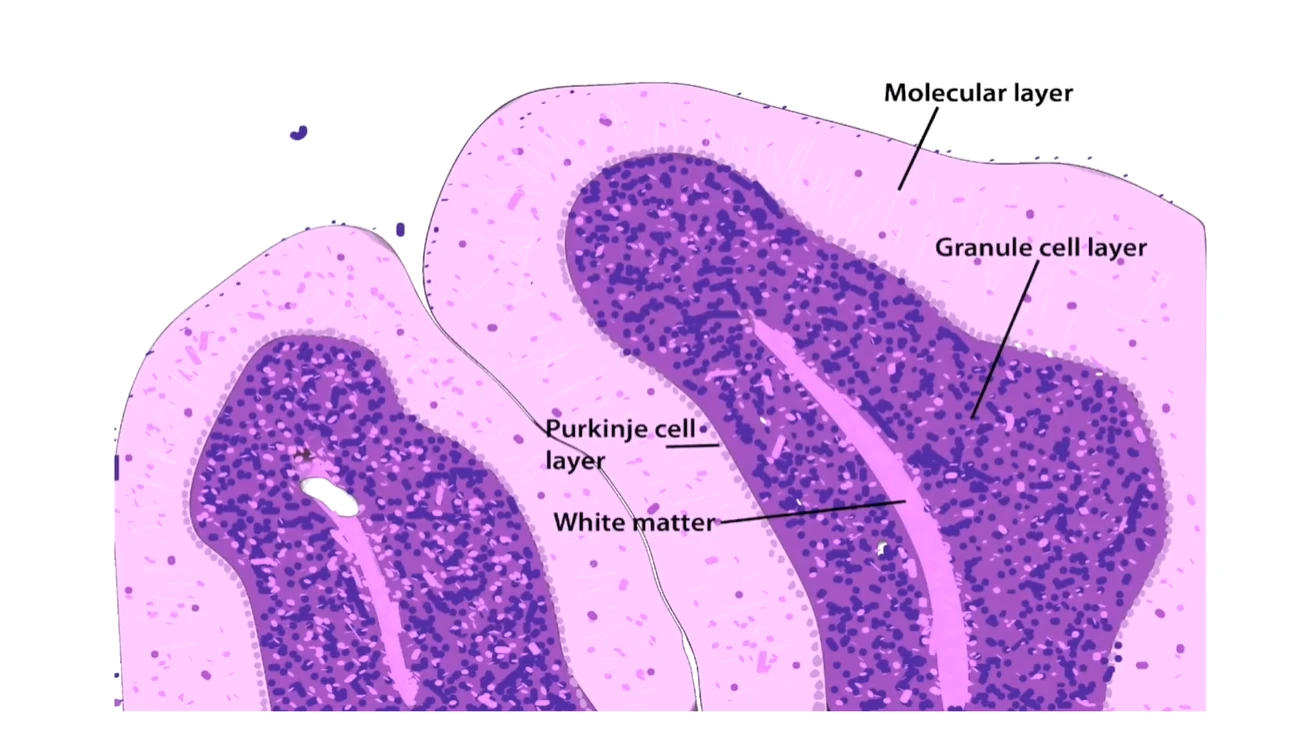 Molecular layer
Granule cell layer
Purkinje cell
layer
White matter